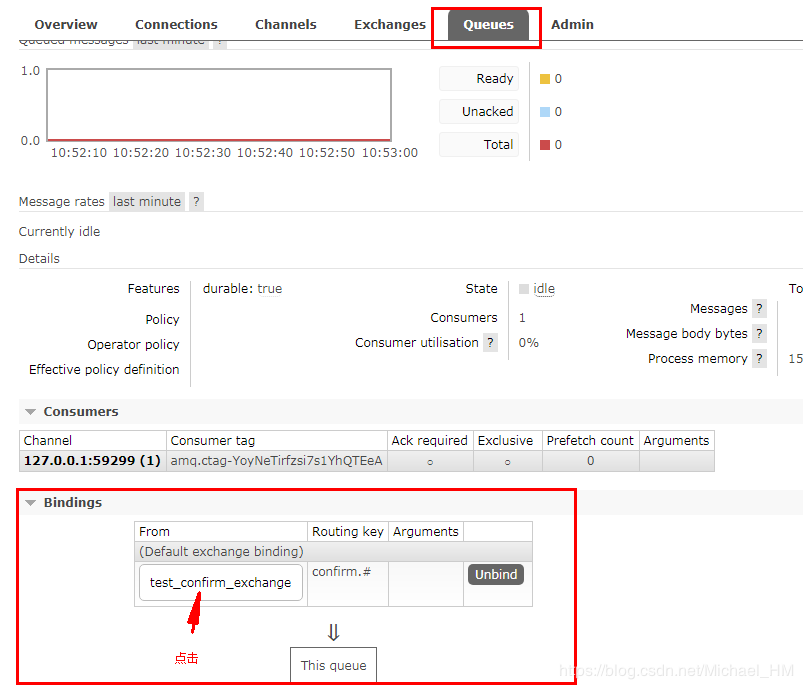 Overview Connections Channels Exchanges Queues Admin
Queued messages last minute ?
1.0
0.0
10:52:10 10:52:20 10:52:30 10:52:40 10:52:50 10:53:00
Ready 0
Unacked 0
Total 0
Message rates last minute ?
Currently idle
Details
Features durable: true
Policy
Operator policy
Effective policy definition
State idle
Consumers 1
Consumer utilisation ? 0%
To
Messages ?
Message body bytes ?
Process memory ? 15
Consumers
Channel Consumer tag Ack required Exclusive Prefetch count Arguments
127.0.0.1:59299 (1) amq.ctag-YoyNeTirfzsi7s1YhQTEeA ○ ○ 0
Bindings
From Routing key Arguments
(Default exchange binding)
test_confirm_exchange confirm.# Unbind
⇓
点击
This queue
https://blog.csdn.net/Michael_HM